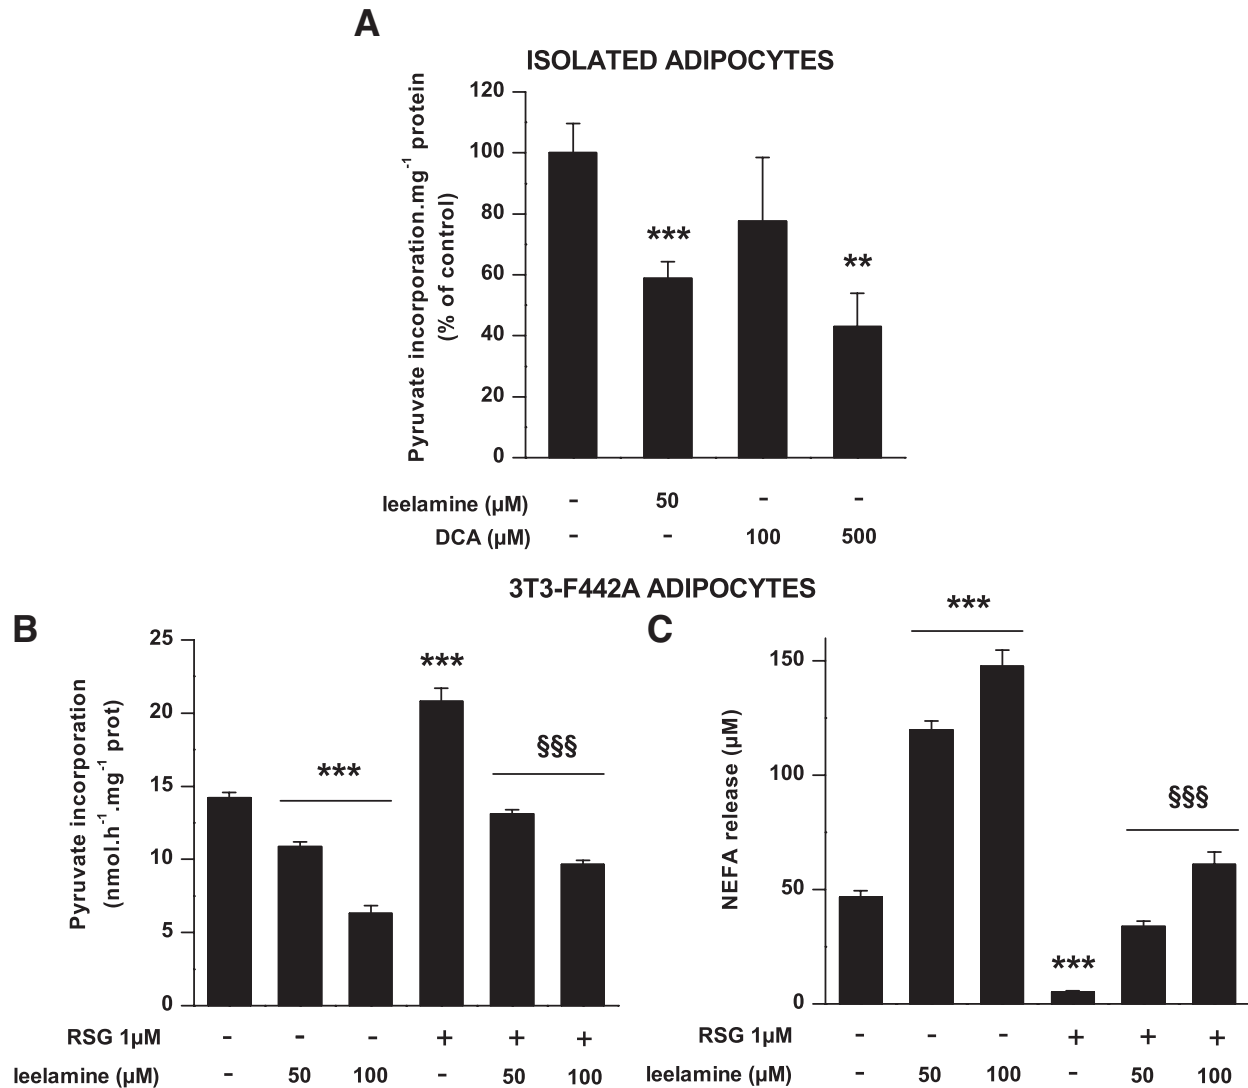 A
ISOLATED ADIPOCYTES
Pyruvate incorporation.mg⁻¹ protein
(% of control)
120
100
80
60
40
20
0
***
**
leelamine (µM) - 50 - -
DCA (µM) - - 100 500
3T3-F442A ADIPOCYTES
B
Pyruvate incorporation
(nmol.h⁻¹.mg⁻¹ prot)
25
20
15
10
5
0
***
***
§§§
RSG 1µM - - - + + +
leelamine (µM) - 50 100 - 50 100
C
NEFA release (µM)
150
100
50
0
***
***
§§§
RSG 1µM - - - + + +
leelamine (µM) - 50 100 - 50 100